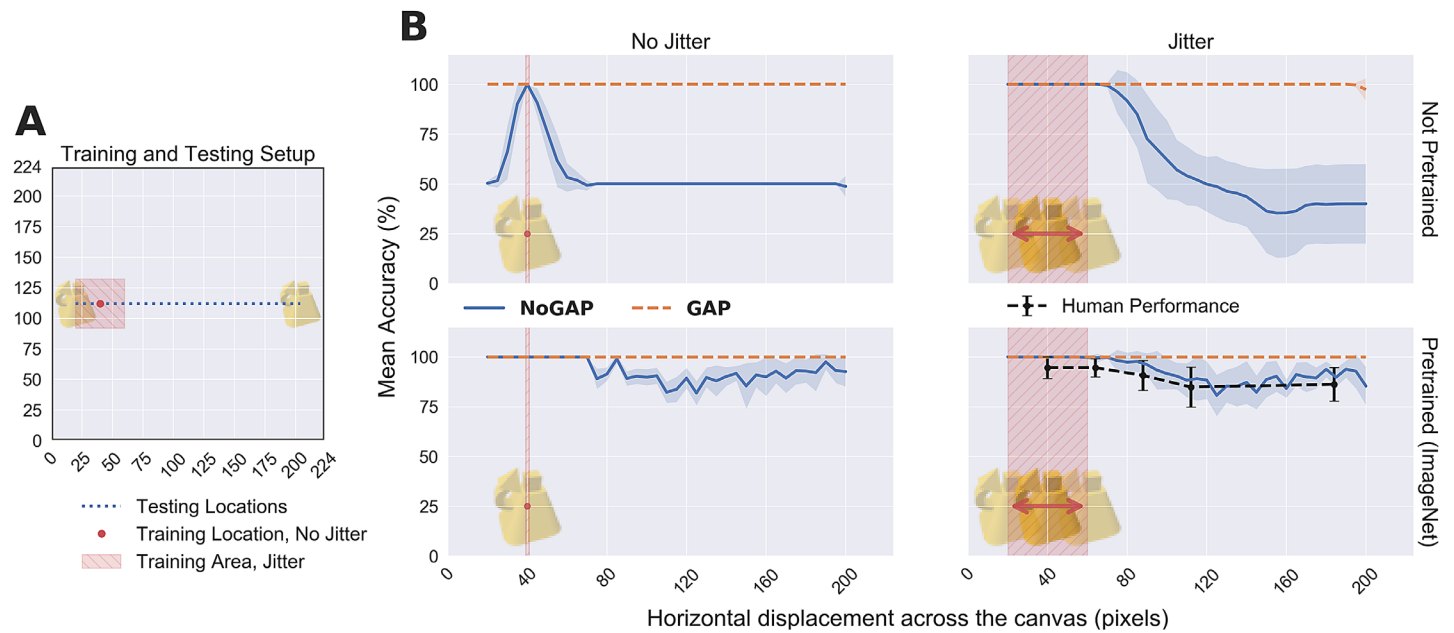 A
Training and Testing Setup
224
200
175
150
125
100
75
50
25
0
0 25 50 75 100 125 150 175 200 224
Testing Locations
Training Location, No Jitter
Training Area, Jitter
B
No Jitter
Jitter
Mean Accuracy (%)
100
75
50
25
0
Not Pretrained
NoGAP GAP Human Performance
100
75
50
25
0
Pretrained (ImageNet)
0 40 80 120 160 200
0 40 80 120 160 200
Horizontal displacement across the canvas (pixels)